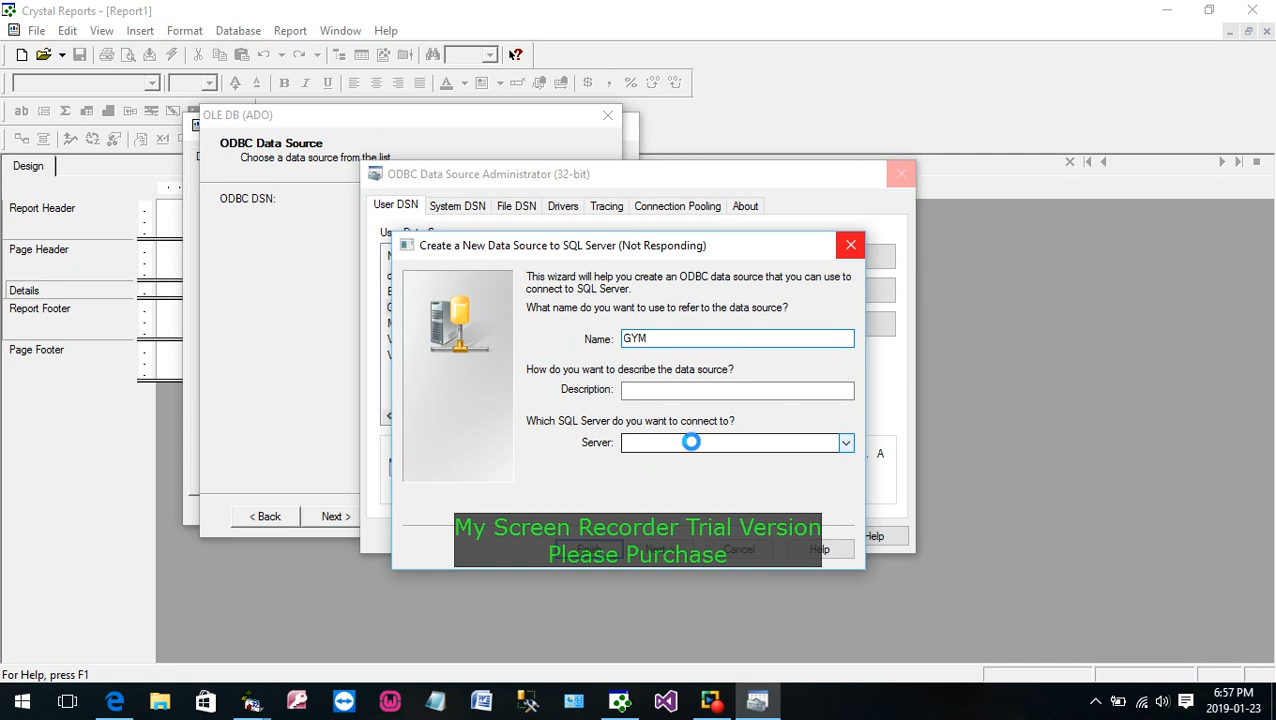 Crystal Reports - [Report1]
File Edit View Insert Format Database Report Window Help
Design
Report Header
Page Header
Details
Report Footer
Page Footer
OLE DB (ADO)
ODBC Data Source
Choose a data source from the list
ODBC DSN:
< Back Next >
ODBC Data Source Administrator (32-bit)
User DSN System DSN File DSN Drivers Tracing Connection Pooling About
Help
Create a New Data Source to SQL Server (Not Responding)
This wizard will help you create an ODBC data source that you can use to
connect to SQL Server.
What name do you want to use to refer to the data source?
Name: GYM
How do you want to describe the data source?
Description:
Which SQL Server do you want to connect to?
Server:
Cancel Help
My Screen Recorder Trial Version
Please Purchase
For Help, press F1
6:57 PM
2019-01-23